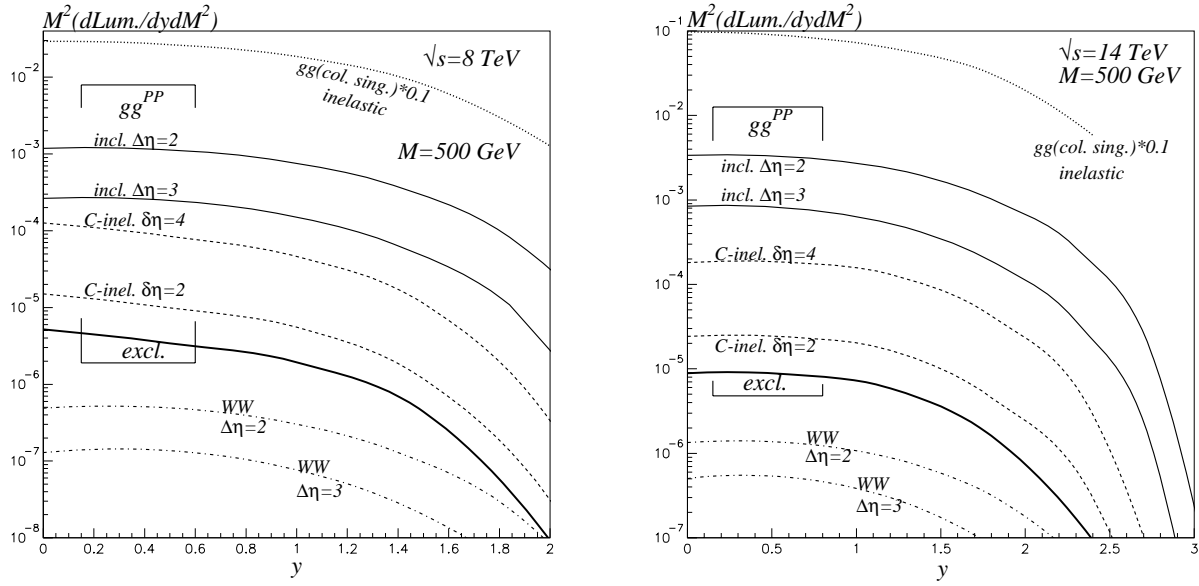 M²(dLum./dydM²)
√s=8 TeV
gg(col. sing.)*0.1
inelastic
gg^PP
M=500 GeV
incl. Δη=2
incl. Δη=3
C-inel. δη=4
C-inel. δη=2
excl.
WW
Δη=2
WW
Δη=3
10⁻²
10⁻³
10⁻⁴
10⁻⁵
10⁻⁶
10⁻⁷
10⁻⁸
0 0.2 0.4 0.6 0.8 1 1.2 1.4 1.6 1.8 2
y
M²(dLum./dydM²)
√s=14 TeV
M=500 GeV
gg^PP
gg(col. sing.)*0.1
inelastic
incl. Δη=2
incl. Δη=3
C-inel. δη=4
C-inel. δη=2
excl.
WW
Δη=2
WW
Δη=3
10⁻¹
10⁻²
10⁻³
10⁻⁴
10⁻⁵
10⁻⁶
10⁻⁷
0 0.5 1 1.5 2 2.5 3
y